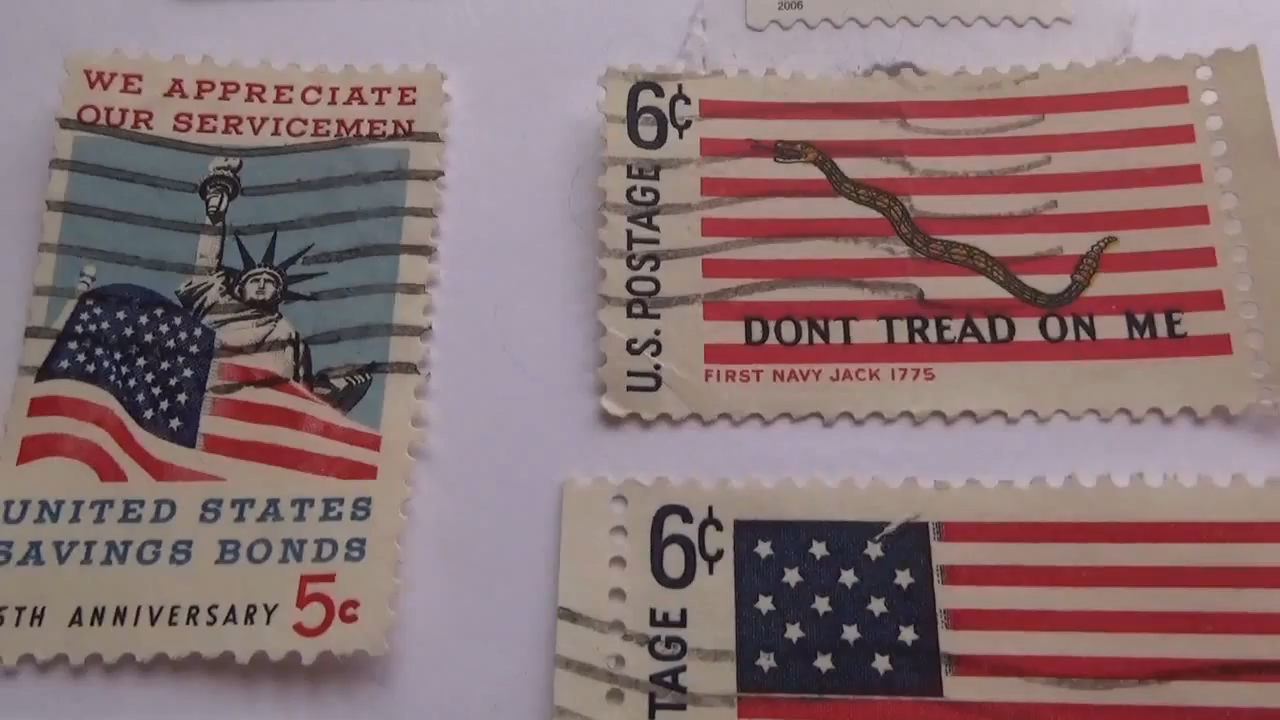 2006
WE APPRECIATE
OUR SERVICEMEN
UNITED STATES
SAVINGS BONDS
5TH ANNIVERSARY 5c
6¢
U.S. POSTAGE
DONT TREAD ON ME
FIRST NAVY JACK 1775
6¢
TAGE